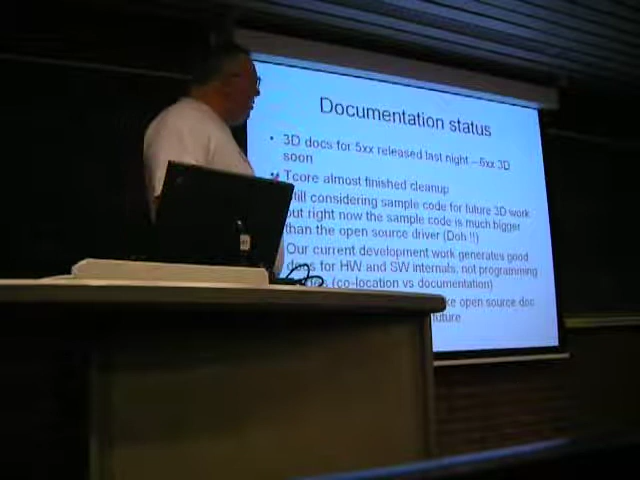 Documentation status
• 3D docs for 5xx released last night – 6xx 3D
soon
Tcore almost finished cleanup
till considering sample code for future 3D work
but right now the sample code is much bigger
than the open source driver (Doh !!)
Our current development work generates good
docs for HW and SW internals, not programming
(co-location vs documentation)
ke open source doc
future